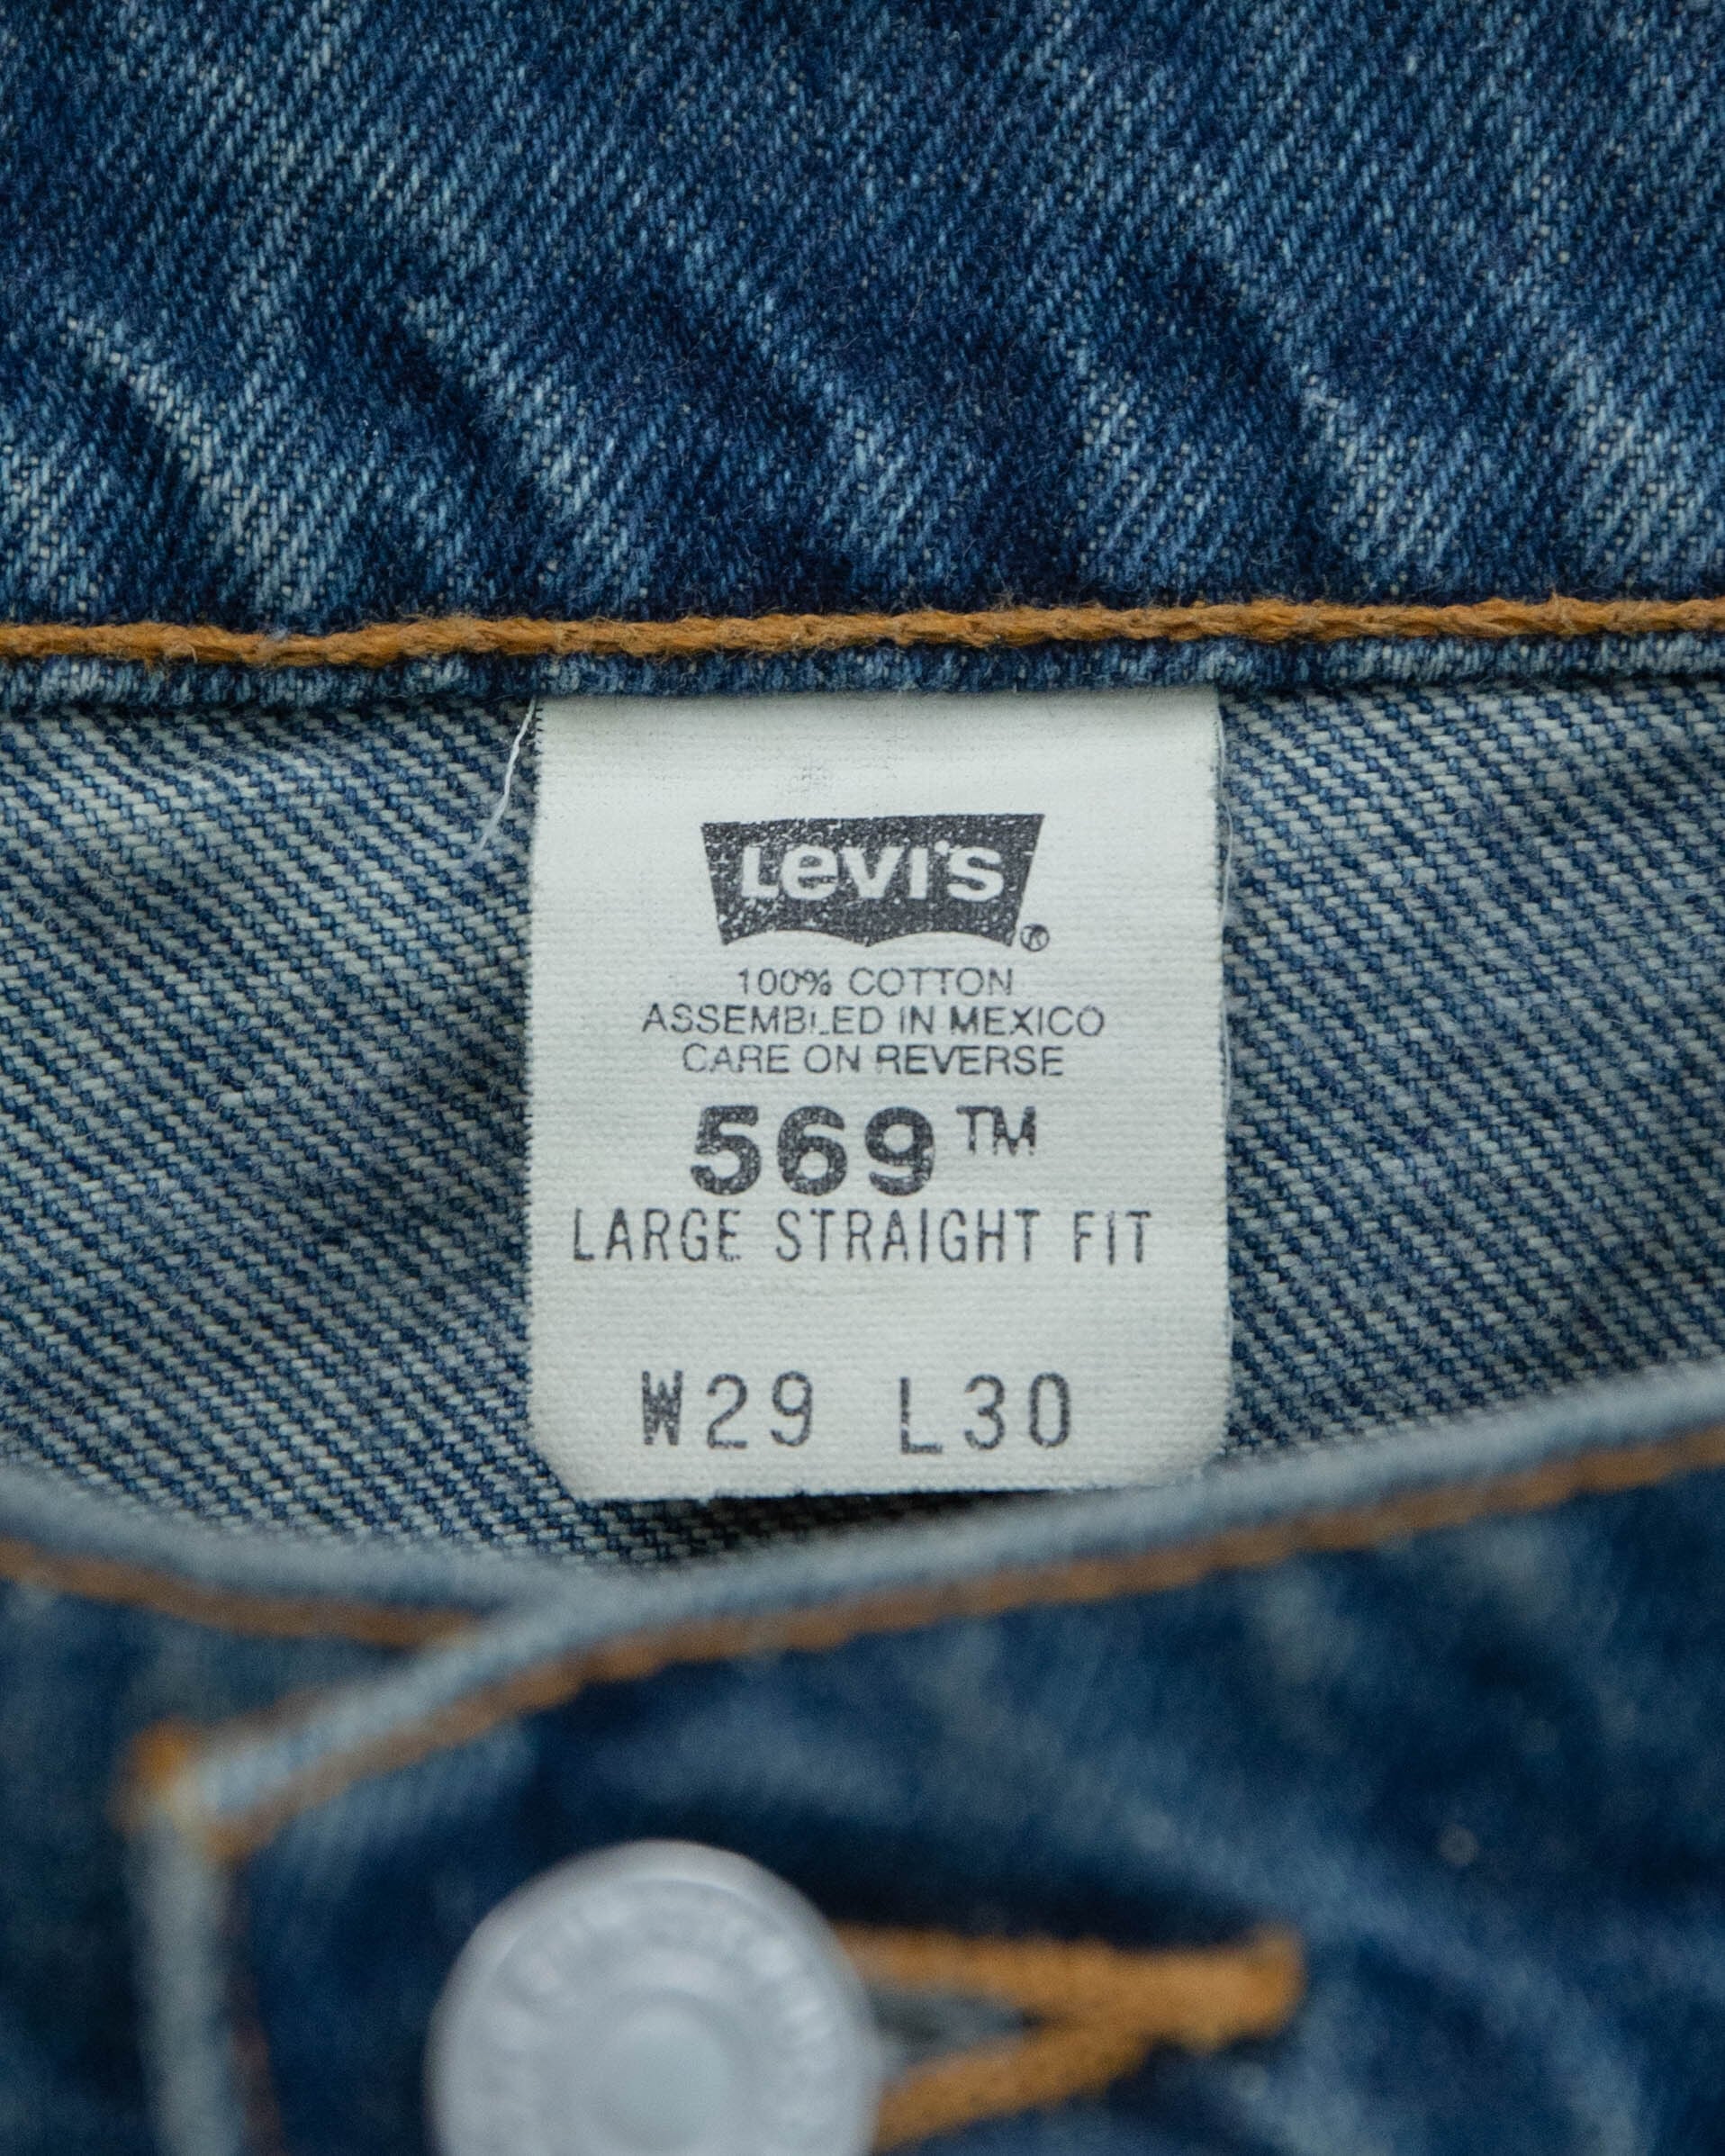 Levi's®
100% COTTON
ASSEMBLED IN MEXICO
CARE ON REVERSE
569™
LARGE STRAIGHT FIT
W29 L30